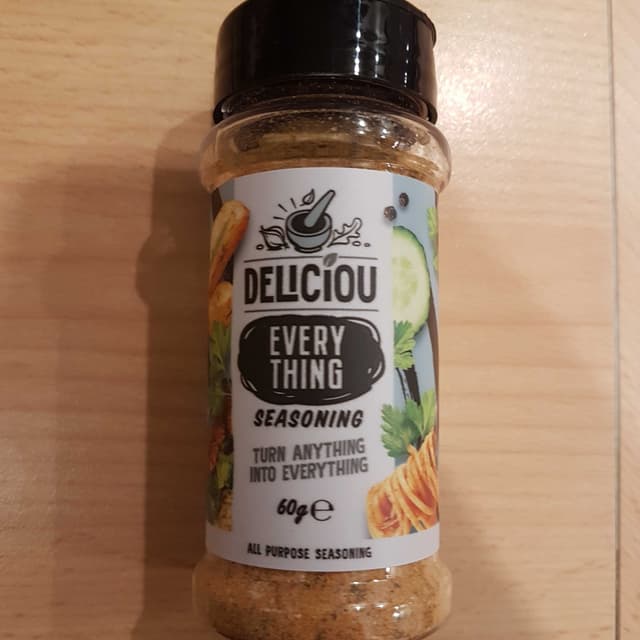 DELICIOU
EVERY
THING
SEASONING
TURN ANYTHING
INTO EVERYTHING
60g℮
ALL PURPOSE SEASONING